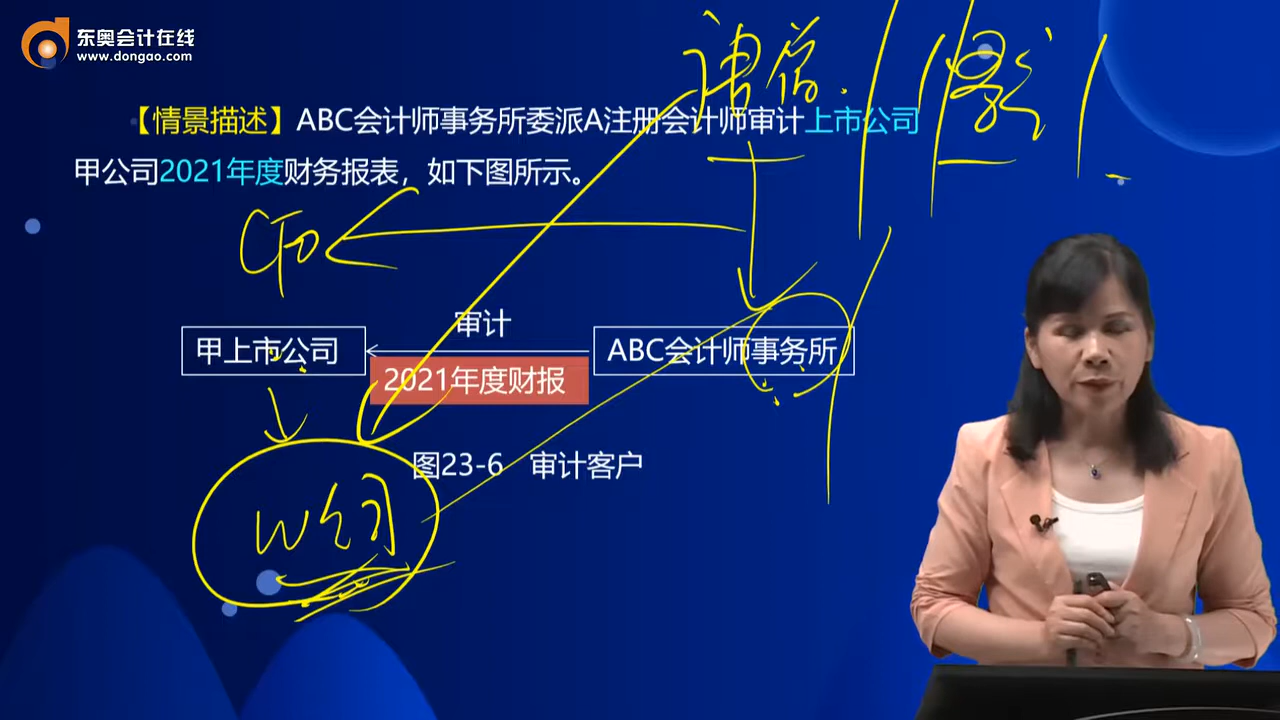 东奥会计在线
www.dongao.com
【情景描述】ABC会计师事务所委派A注册会计师审计上市公司
甲公司2021年度财务报表，如下图所示。
CFO
审计
甲上市公司
ABC会计师事务所
2021年度财报
图23-6 审计客户
W公司